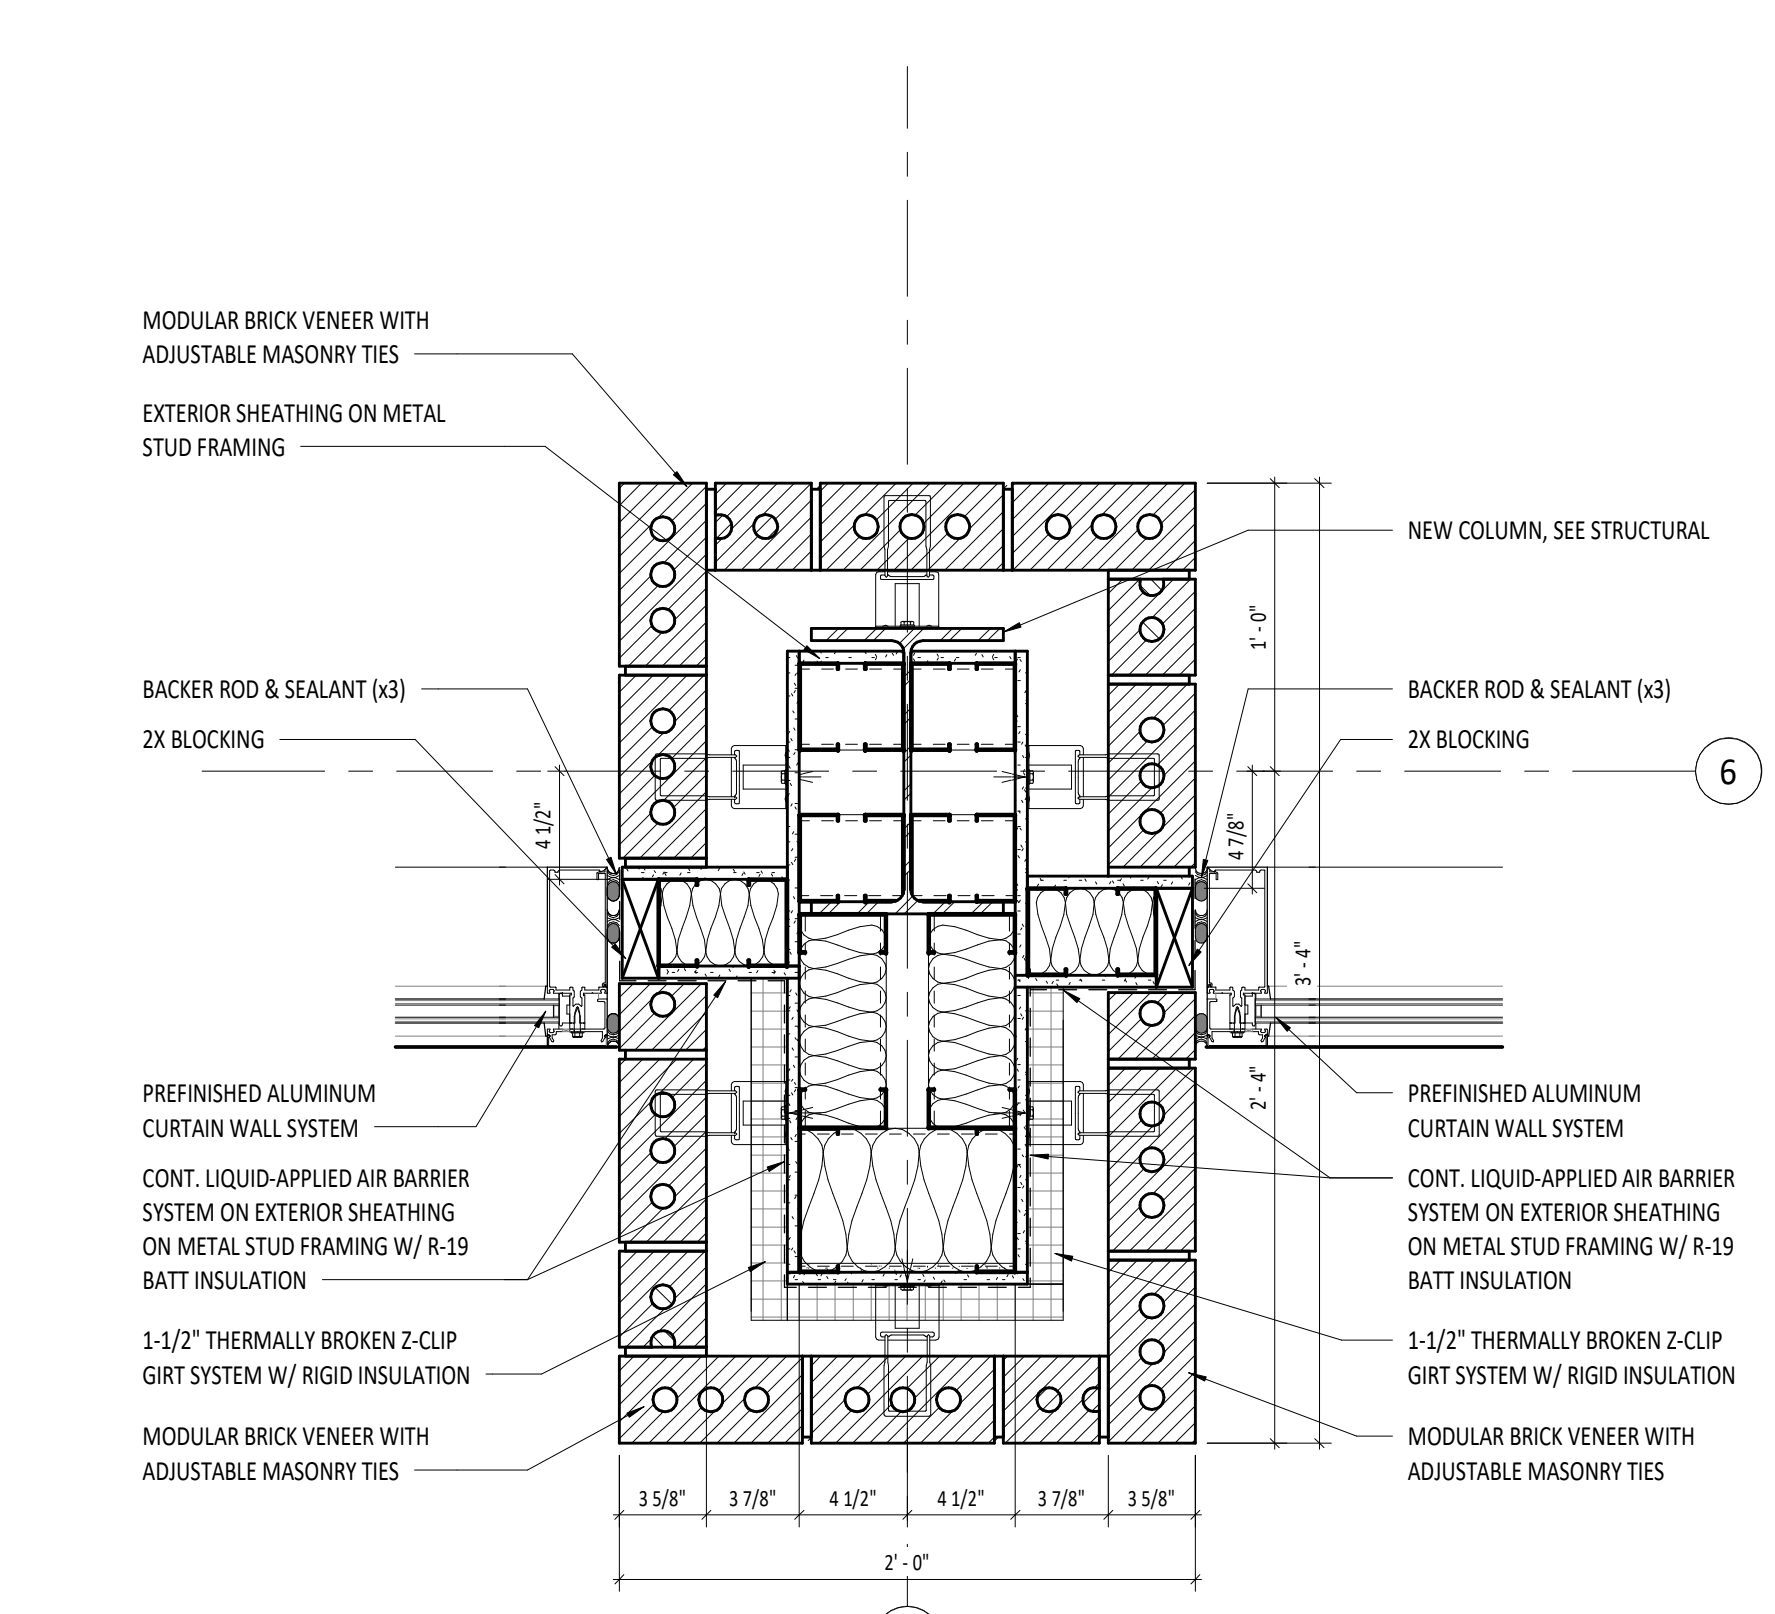 MODULAR BRICK VENEER WITH
ADJUSTABLE MASONRY TIES
EXTERIOR SHEATHING ON METAL
STUD FRAMING
BACKER ROD & SEALANT (x3)
2X BLOCKING
4 1/2"
PREFINISHED ALUMINUM
CURTAIN WALL SYSTEM
CONT. LIQUID-APPLIED AIR BARRIER
SYSTEM ON EXTERIOR SHEATHING
ON METAL STUD FRAMING W/ R-19
BATT INSULATION
1-1/2" THERMALLY BROKEN Z-CLIP
GIRT SYSTEM W/ RIGID INSULATION
MODULAR BRICK VENEER WITH
ADJUSTABLE MASONRY TIES
NEW COLUMN, SEE STRUCTURAL
1' - 0"
BACKER ROD & SEALANT (x3)
2X BLOCKING
6
4 7/8"
3' - 4"
2' - 4"
PREFINISHED ALUMINUM
CURTAIN WALL SYSTEM
CONT. LIQUID-APPLIED AIR BARRIER
SYSTEM ON EXTERIOR SHEATHING
ON METAL STUD FRAMING W/ R-19
BATT INSULATION
1-1/2" THERMALLY BROKEN Z-CLIP
GIRT SYSTEM W/ RIGID INSULATION
MODULAR BRICK VENEER WITH
ADJUSTABLE MASONRY TIES
3 5/8" 3 7/8" 4 1/2" 4 1/2" 3 7/8" 3 5/8"
2' - 0"